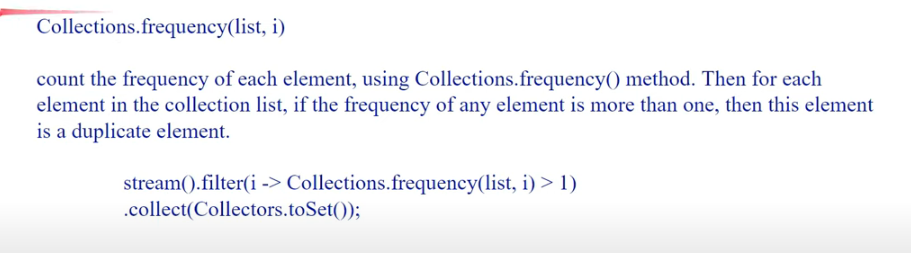 Collections.frequency(list, i)
count the frequency of each element, using Collections.frequency() method. Then for each
element in the collection list, if the frequency of any element is more than one, then this element
is a duplicate element.
stream().filter(i -> Collections.frequency(list, i) > 1)
.collect(Collectors.toSet());